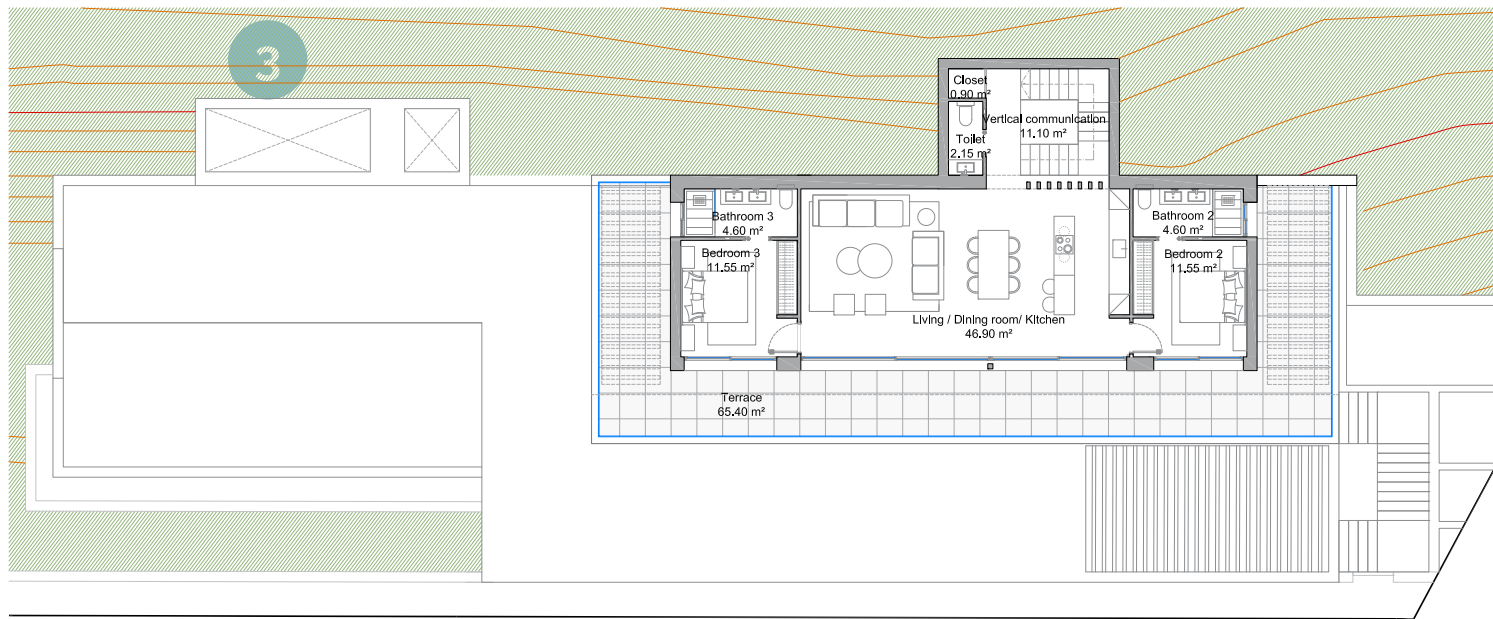 3
Closet
0.90 m²
Vertical communication
11.10 m²
Toilet
2.15 m²
Bathroom 3
4.60 m²
Bathroom 2
4.60 m²
Bedroom 3
11.55 m²
Bedroom 2
11.55 m²
Living / Dining room/ Kitchen
46.90 m²
Terrace
65.40 m²